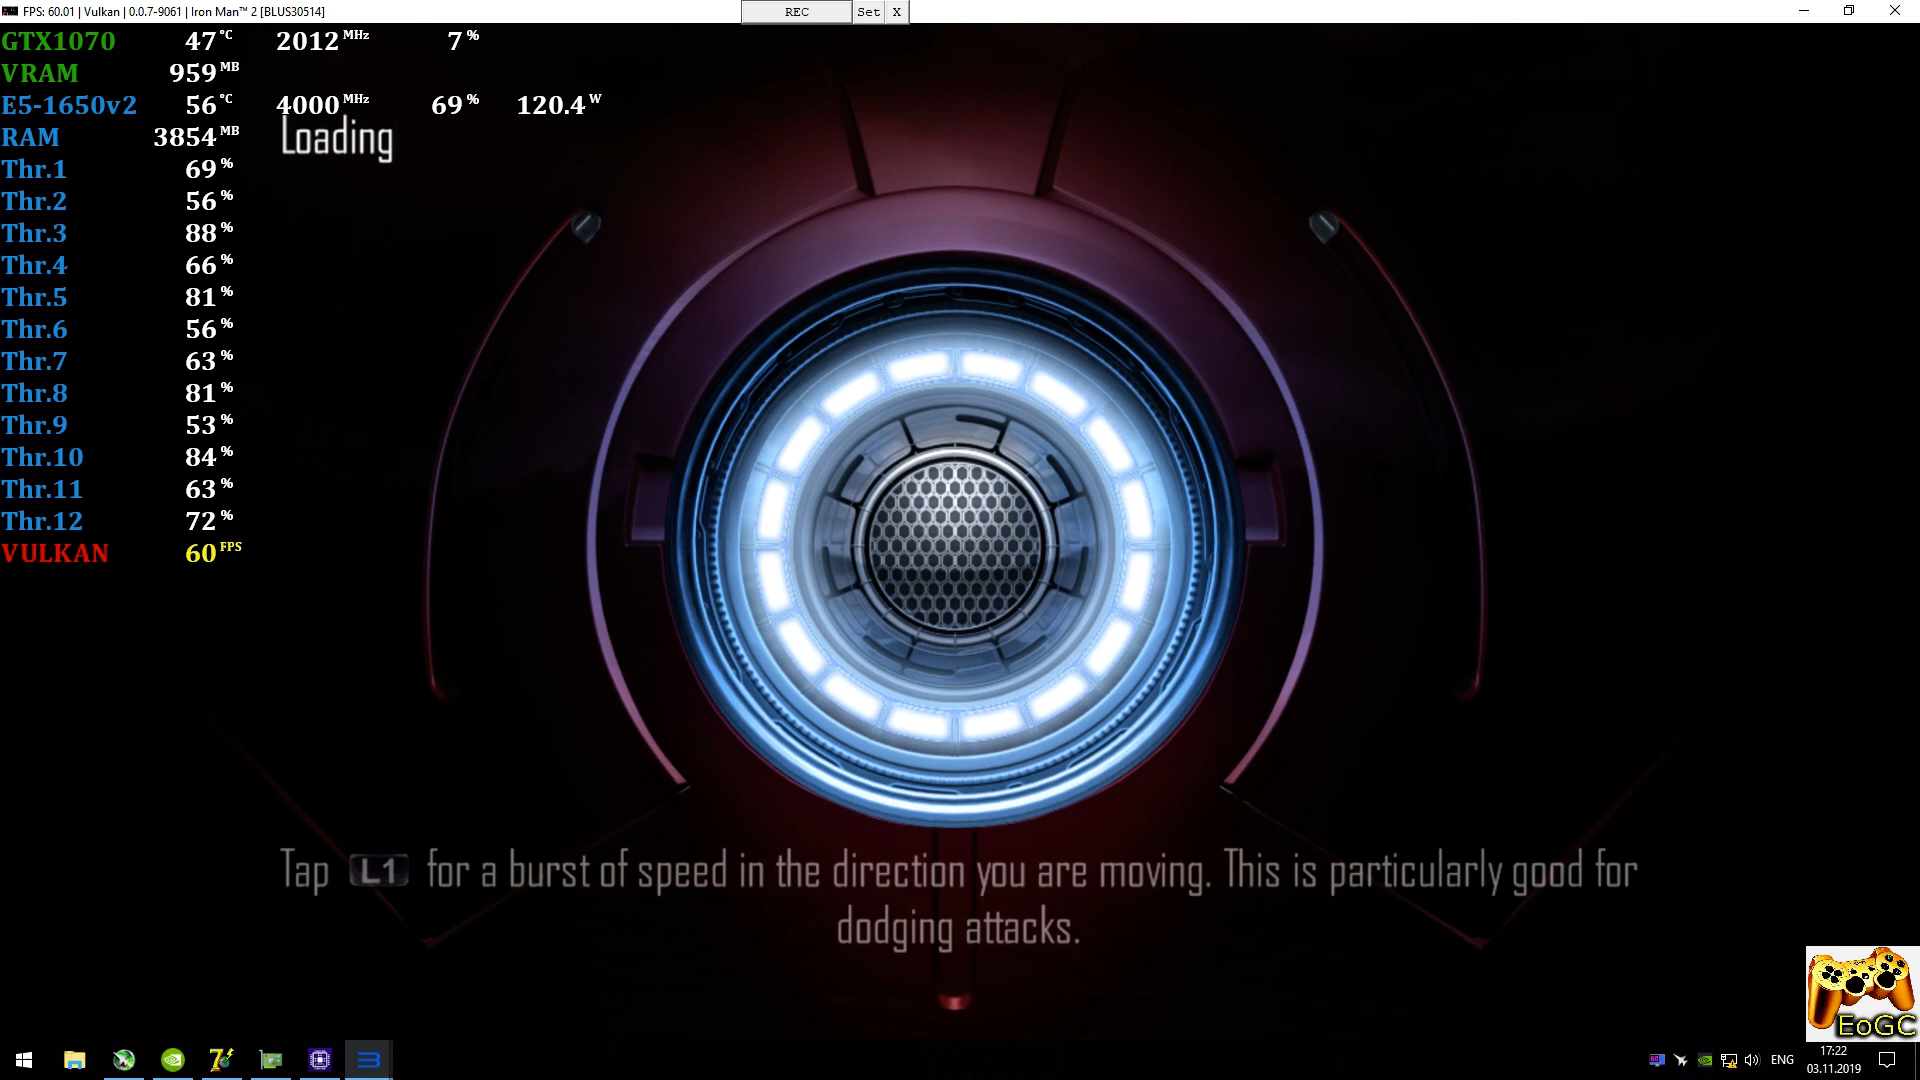 FPS: 60.01 | Vulkan | 0.0.7-9061 | Iron Man™ 2 [BLUS30514]
REC Set X
GTX1070 47 °C 2012 MHz 7 %
VRAM 959 MB
E5-1650v2 56 °C 4000 MHz 69 % 120.4 W
RAM 3854 MB
Loading
Thr.1 69 %
Thr.2 56 %
Thr.3 88 %
Thr.4 66 %
Thr.5 81 %
Thr.6 56 %
Thr.7 63 %
Thr.8 81 %
Thr.9 53 %
Thr.10 84 %
Thr.11 63 %
Thr.12 72 %
VULKAN 60 FPS
Tap L1 for a burst of speed in the direction you are moving. This is particularly good for
dodging attacks.
EoGC
ENG
17:22
03.11.2019